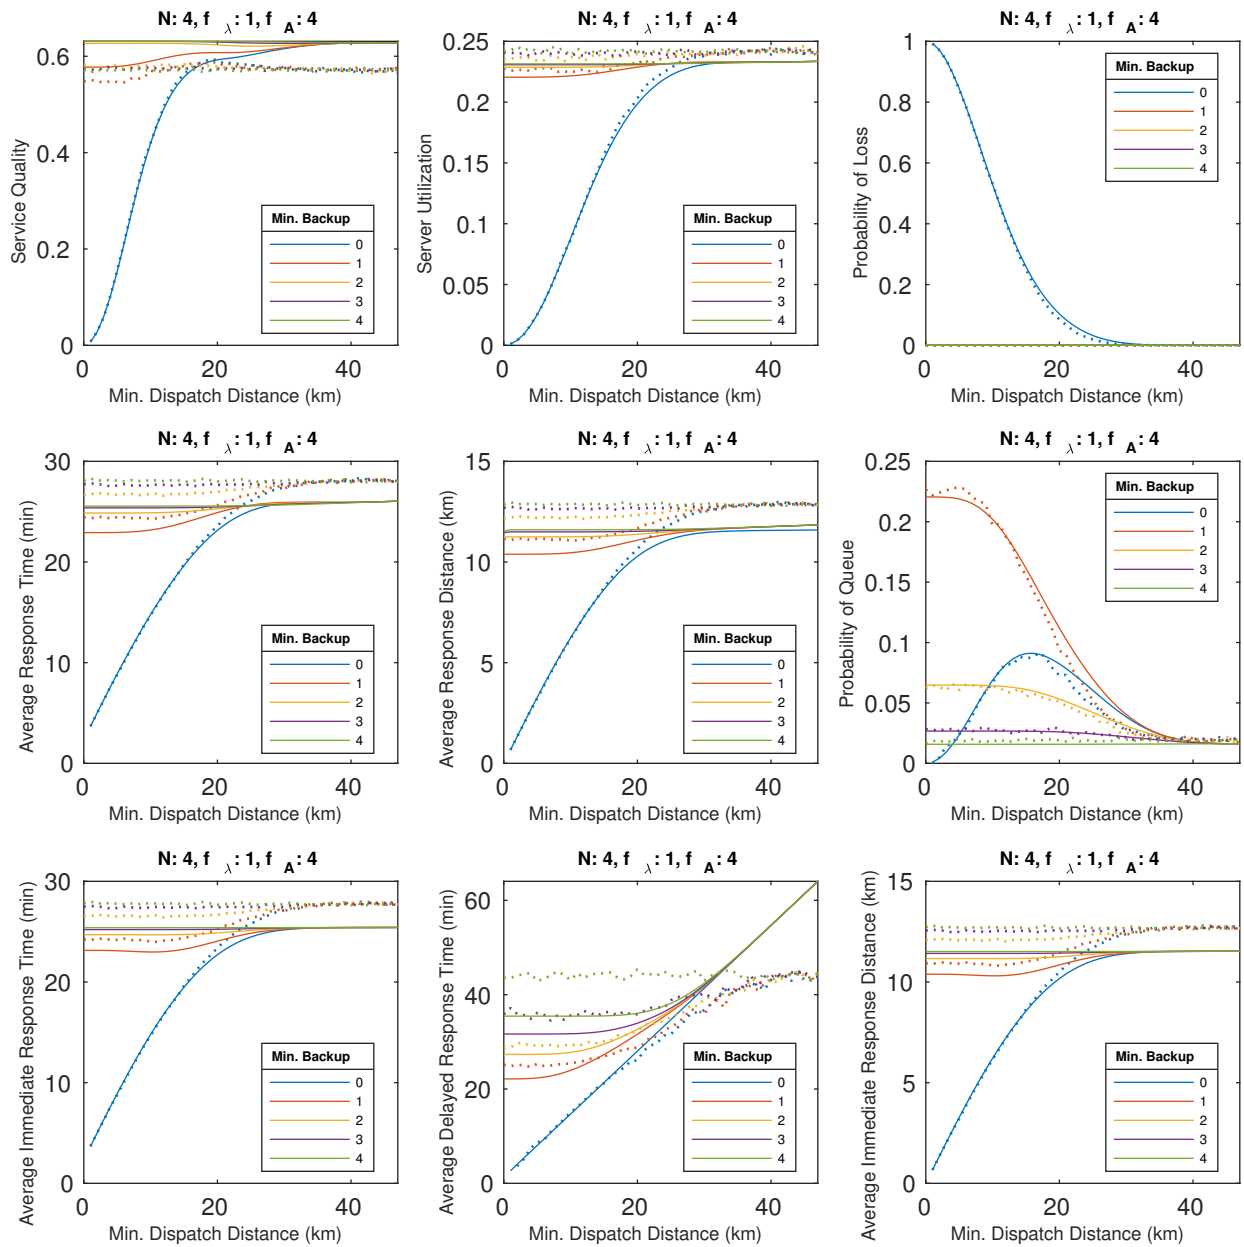 N: 4, f λ: 1, f A: 4
Service Quality
0.6
0.4
0.2
0
0 20 40
Min. Dispatch Distance (km)
Min. Backup
0
1
2
3
4
N: 4, f λ: 1, f A: 4
Server Utilization
0.25
0.2
0.15
0.1
0.05
0
0 20 40
Min. Dispatch Distance (km)
Min. Backup
0
1
2
3
4
N: 4, f λ: 1, f A: 4
Probability of Loss
1
0.8
0.6
0.4
0.2
0
0 20 40
Min. Dispatch Distance (km)
Min. Backup
0
1
2
3
4
N: 4, f λ: 1, f A: 4
Average Response Time (min)
30
20
10
0
0 20 40
Min. Dispatch Distance (km)
Min. Backup
0
1
2
3
4
N: 4, f λ: 1, f A: 4
Average Response Distance (km)
15
10
5
0
0 20 40
Min. Dispatch Distance (km)
Min. Backup
0
1
2
3
4
N: 4, f λ: 1, f A: 4
Probability of Queue
0.25
0.2
0.15
0.1
0.05
0
0 20 40
Min. Dispatch Distance (km)
Min. Backup
0
1
2
3
4
N: 4, f λ: 1, f A: 4
Average Immediate Response Time (min)
30
20
10
0
0 20 40
Min. Dispatch Distance (km)
Min. Backup
0
1
2
3
4
N: 4, f λ: 1, f A: 4
Average Delayed Response Time (min)
60
40
20
0
0 20 40
Min. Dispatch Distance (km)
Min. Backup
0
1
2
3
4
N: 4, f λ: 1, f A: 4
Average Immediate Response Distance (km)
15
10
5
0
0 20 40
Min. Dispatch Distance (km)
Min. Backup
0
1
2
3
4